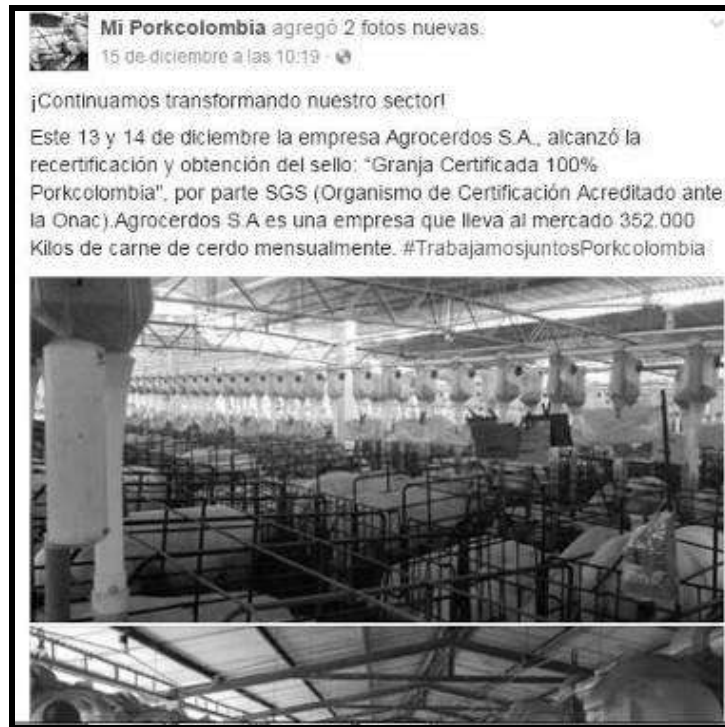 Mi Porkcolombia agregó 2 fotos nuevas.
15 de diciembre a las 10:19 ·
¡Continuamos transformando nuestro sector!
Este 13 y 14 de diciembre la empresa Agrocerdos S.A., alcanzó la
recertificación y obtención del sello: “Granja Certificada 100%
Porkcolombia”, por parte SGS (Organismo de Certificación Acreditado ante
la Onac).Agrocerdos S.A es una empresa que lleva al mercado 352.000
Kilos de carne de cerdo mensualmente. #TrabajamosjuntosPorkcolombia